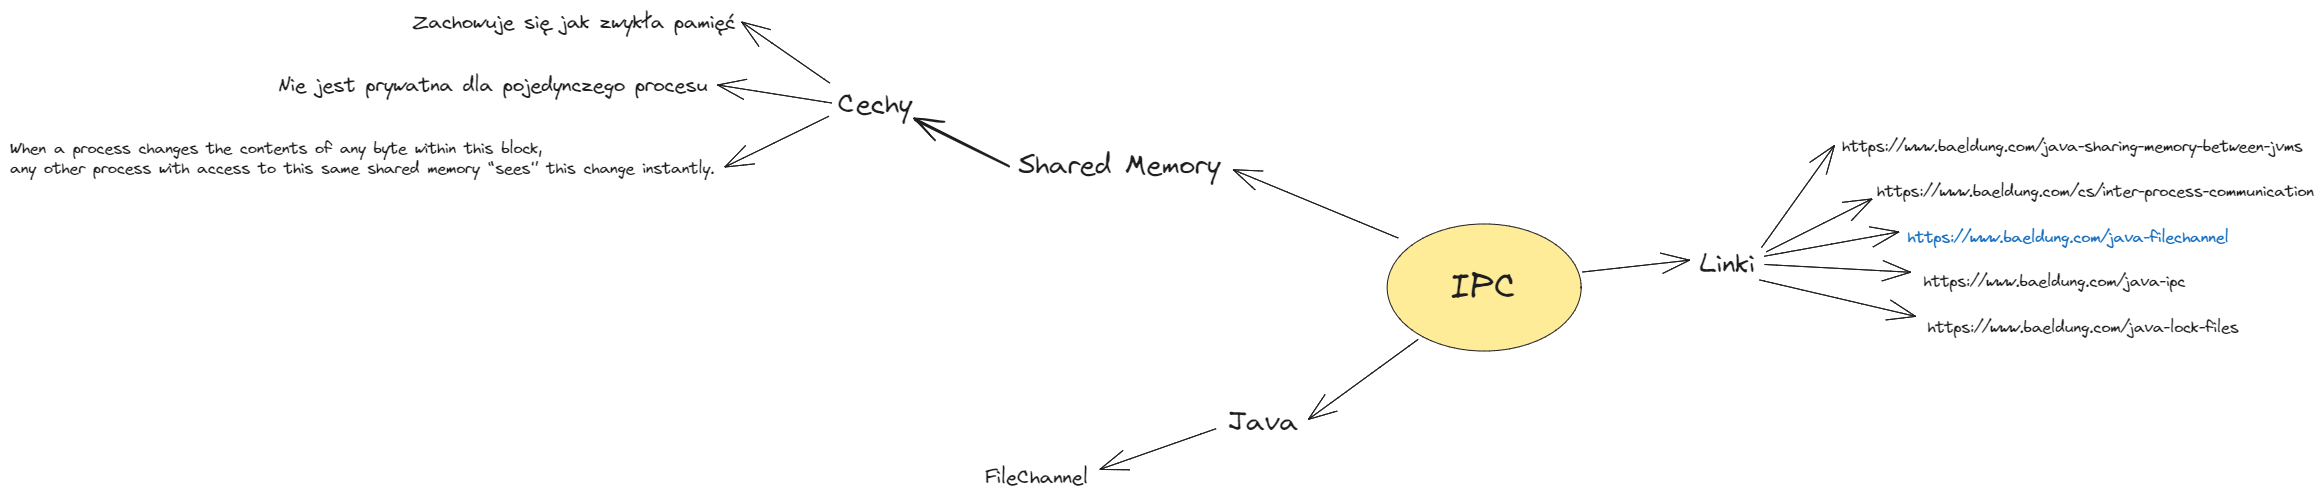 Zachowuje się jak zwykła pamięć
Nie jest prywatna dla pojedynczego procesu
Cechy
When a process changes the contents of any byte within this block,
any other process with access to this same shared memory “sees” this change instantly.
Shared Memory
IPC
Linki
https://www.baeldung.com/java-sharing-memory-between-jvms
https://www.baeldung.com/cs/inter-process-communication
https://www.baeldung.com/java-filechannel
https://www.baeldung.com/java-ipc
https://www.baeldung.com/java-lock-files
Java
FileChannel